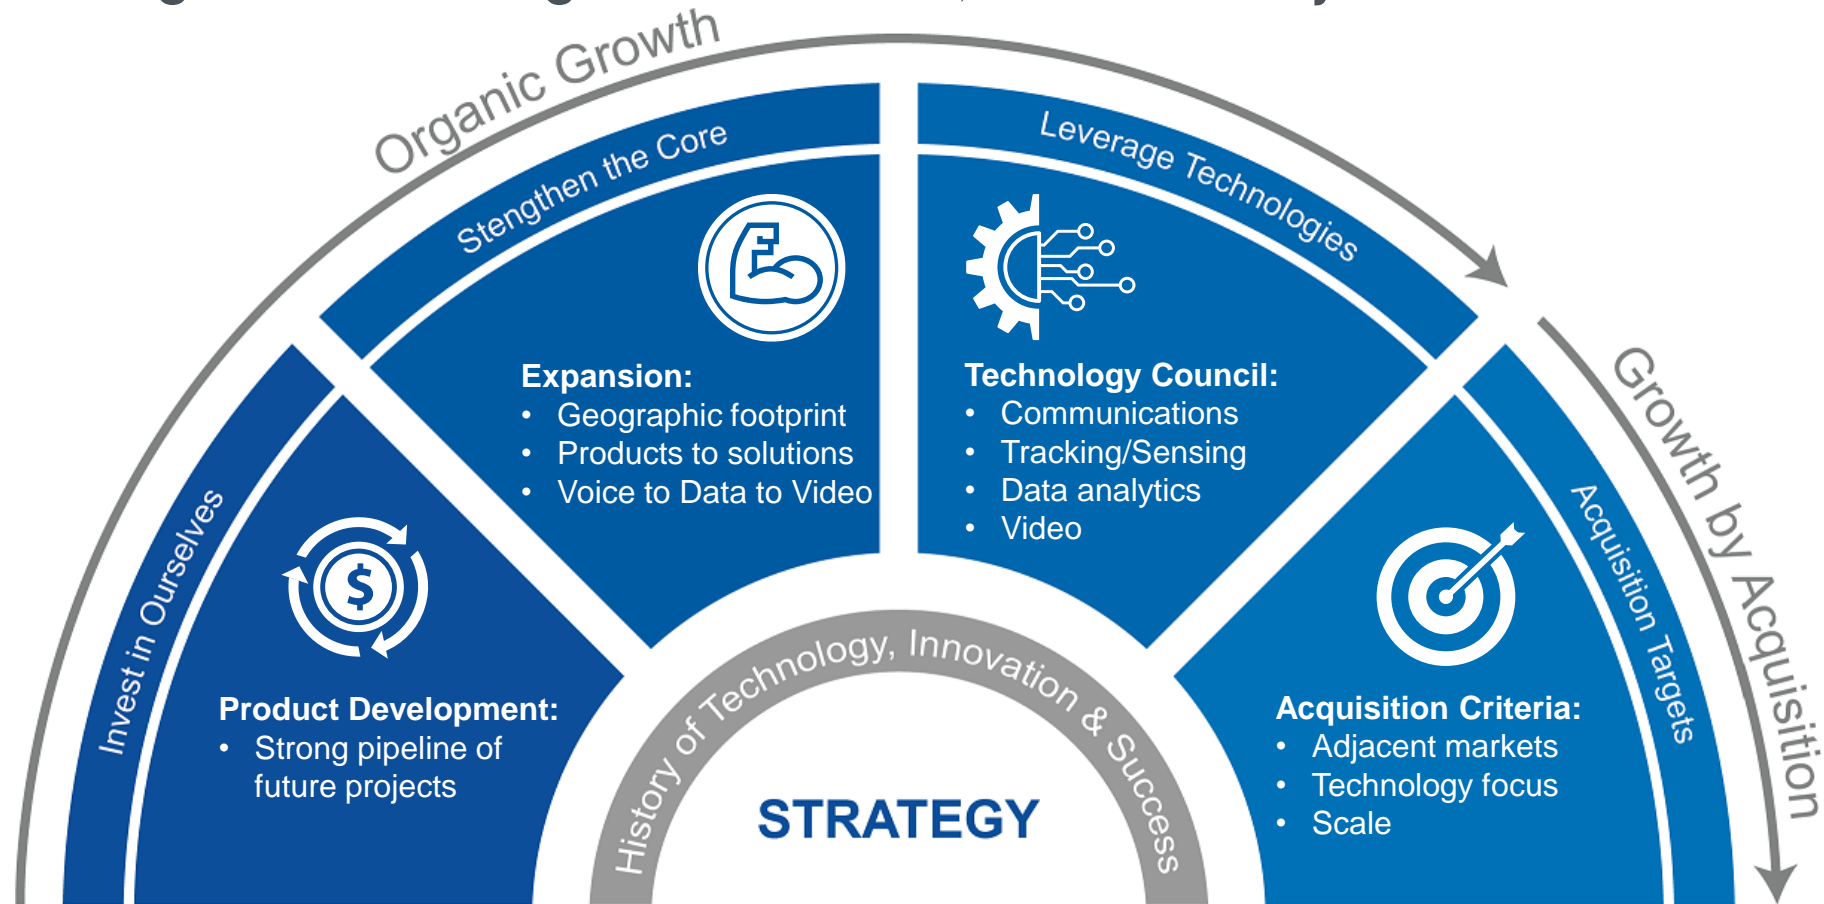 Organic Growth
Growth by Acquisition
Invest in Ourselves
Stengthen the Core
Leverage Technologies
Acquisition Targets
$
Product Development:
• Strong pipeline of
future projects
Expansion:
• Geographic footprint
• Products to solutions
• Voice to Data to Video
Technology Council:
• Communications
• Tracking/Sensing
• Data analytics
• Video
Acquisition Criteria:
• Adjacent markets
• Technology focus
• Scale
History of Technology, Innovation & Success
STRATEGY